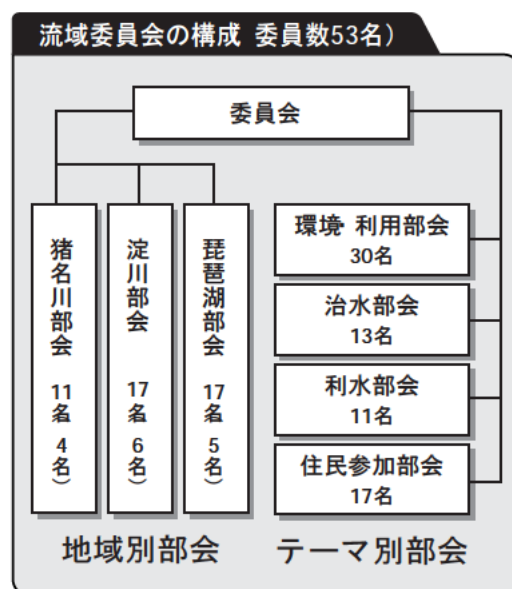 流域委員会の構成 委員数53名）
委員会
猪名川部会 11名 4名）
淀川部会 17名 6名）
琵琶湖部会 17名 5名）
環境・利用部会
30名
治水部会
13名
利水部会
11名
住民参加部会
17名
地域別部会
テーマ別部会